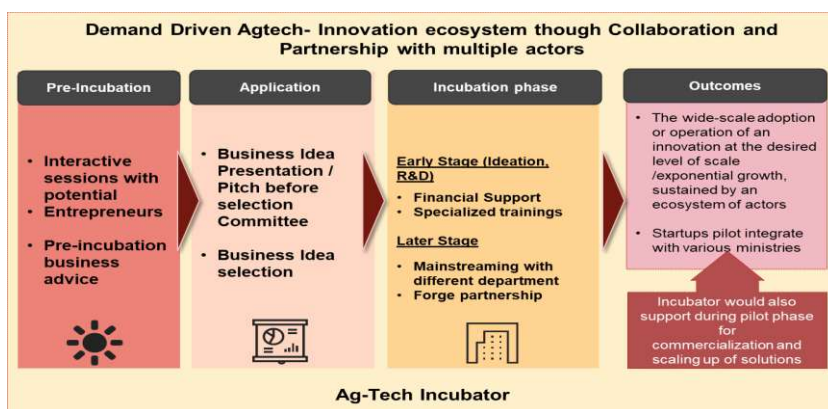 Demand Driven Agtech- Innovation ecosystem though Collaboration and
Partnership with multiple actors
Pre-Incubation
• Interactive
sessions with
potential
• Entrepreneurs
• Pre-incubation
business
advice
Application
• Business Idea
Presentation /
Pitch before
selection
Committee
• Business Idea
selection
Incubation phase
Early Stage (Ideation,
R&D)
• Financial Support
• Specialized trainings
Later Stage
• Mainstreaming with
different department
• Forge partnership
Outcomes
• The wide-scale adoption
or operation of an
innovation at the desired
level of scale
/exponential growth,
sustained by an
ecosystem of actors
• Startups pilot integrate
with various ministries
Incubator would also
support during pilot phase
for
commercialization and
scaling up of solutions
Ag-Tech Incubator